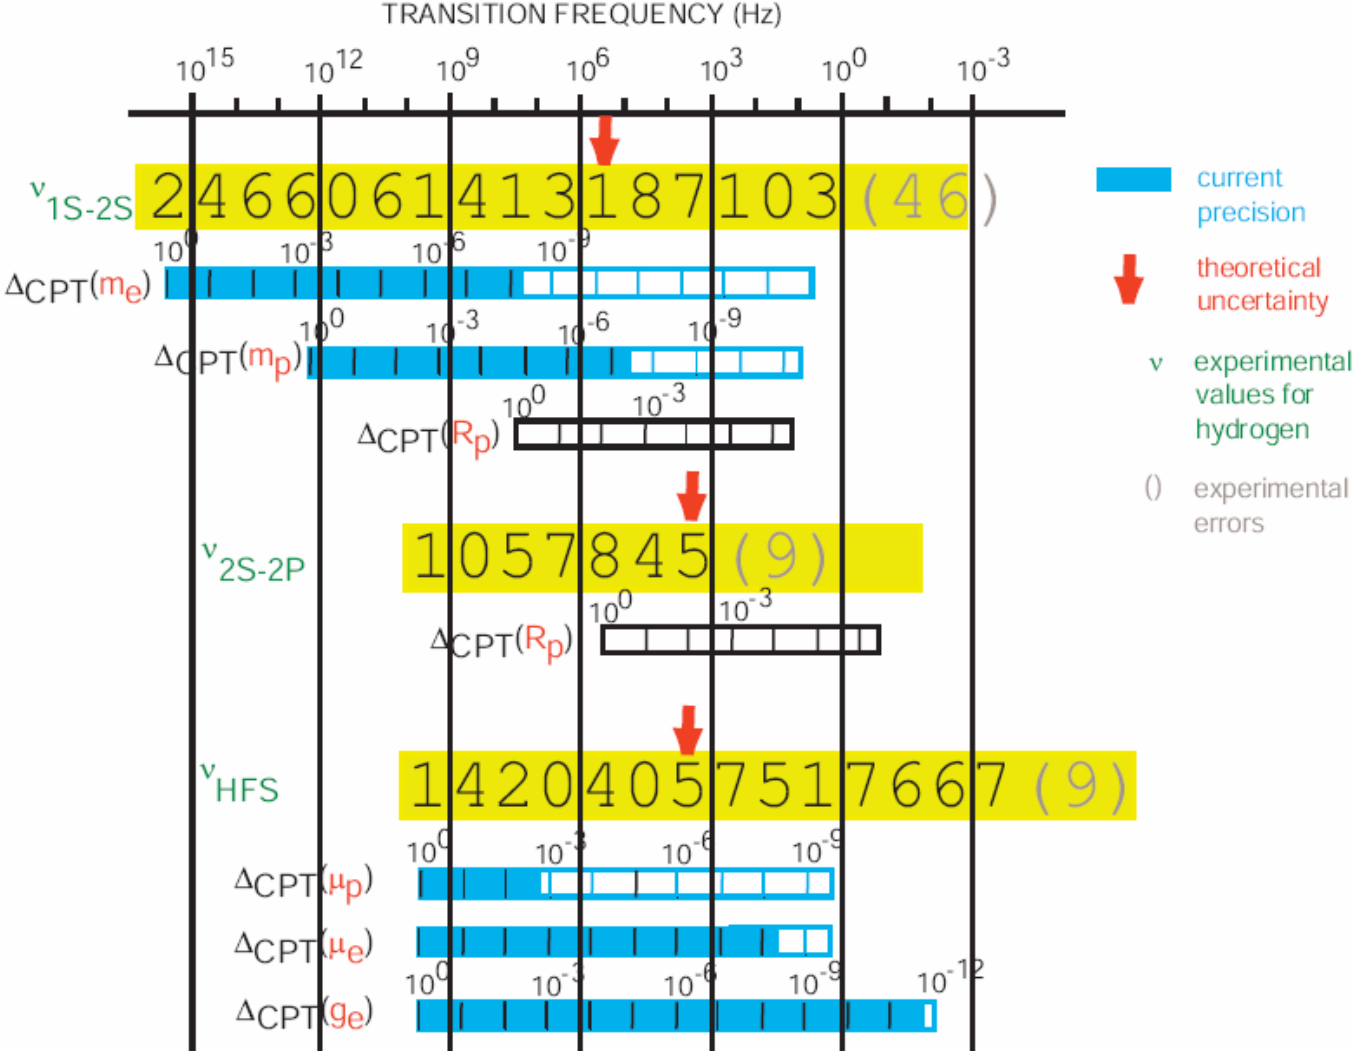 TRANSITION FREQUENCY (Hz)
10^15 10^12 10^9 10^6 10^3 10^0 10^-3
ν1S-2S 2466061413187103 (46)
10^0 10^-3 10^-6 10^-9
ΔCPT(me)
10^0 10^-3 10^-6 10^-9
ΔCPT(mp)
10^0 10^-3
ΔCPT(Rp)
ν2S-2P 1057845 (9)
10^0 10^-3
ΔCPT(Rp)
νHFS 14204057517667 (9)
10^0 10^-3 10^-6 10^-9
ΔCPT(μp)
ΔCPT(μe)
10^0 10^-3 10^-6 10^-9 10^-12
ΔCPT(ge)
current
precision
theoretical
uncertainty
ν experimental
values for
hydrogen
() experimental
errors